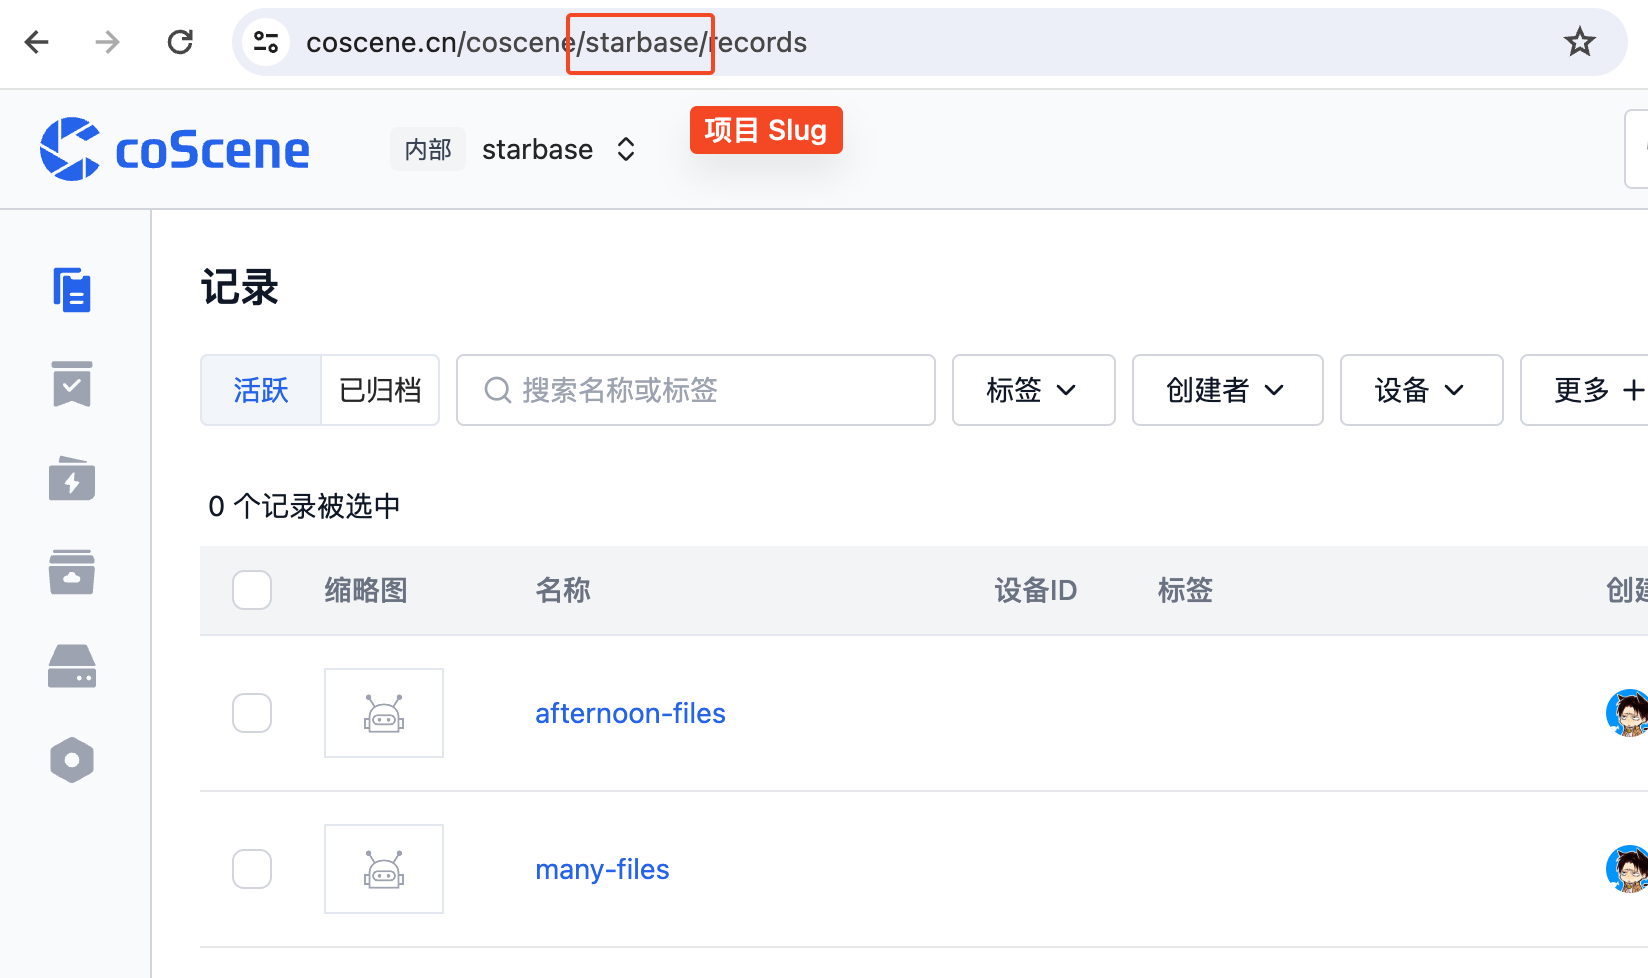 coscene.cn/coscene/starbase/records
coScene
内部 starbase
项目 Slug
记录
活跃 已归档 搜索名称或标签 标签 创建者 设备 更多
0 个记录被选中
缩略图 名称 设备ID 标签 创建
afternoon-files
many-files